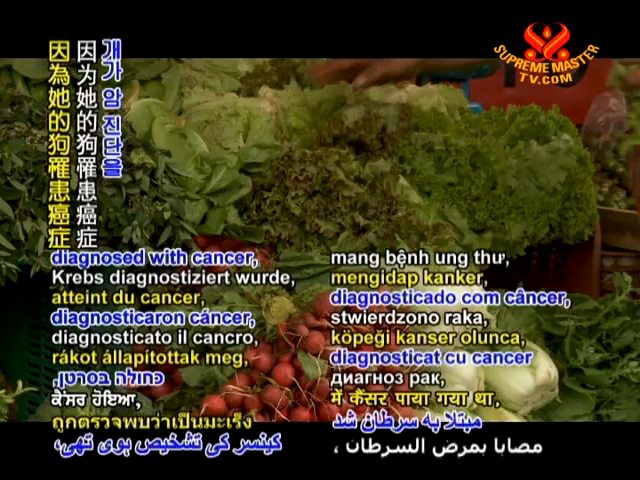 SUPREME MASTER
TV.COM
因為她的狗罹患癌症
因为她的狗罹患癌症
개가 암 진단을
diagnosed with cancer,
Krebs diagnostiziert wurde,
atteint du cancer,
diagnosticaron cáncer,
diagnosticato il cancro,
rákot állapítottak meg,
כחולה בסרטן,
ਕੈਂਸਰ ਹੋਇਆ,
ถูกตรวจพบว่าเป็นมะเร็ง
کینسر کی تشخیص ہوی تھی،
mang bệnh ung thư,
mengidap kanker,
diagnosticado com câncer,
stwierdzono raka,
köpeği kanser olunca,
diagnosticat cu cancer
диагноз рак,
में कैंसर पाया गया था,
مبتلا به سرطان شد
مصابا بمرض السرطان ،